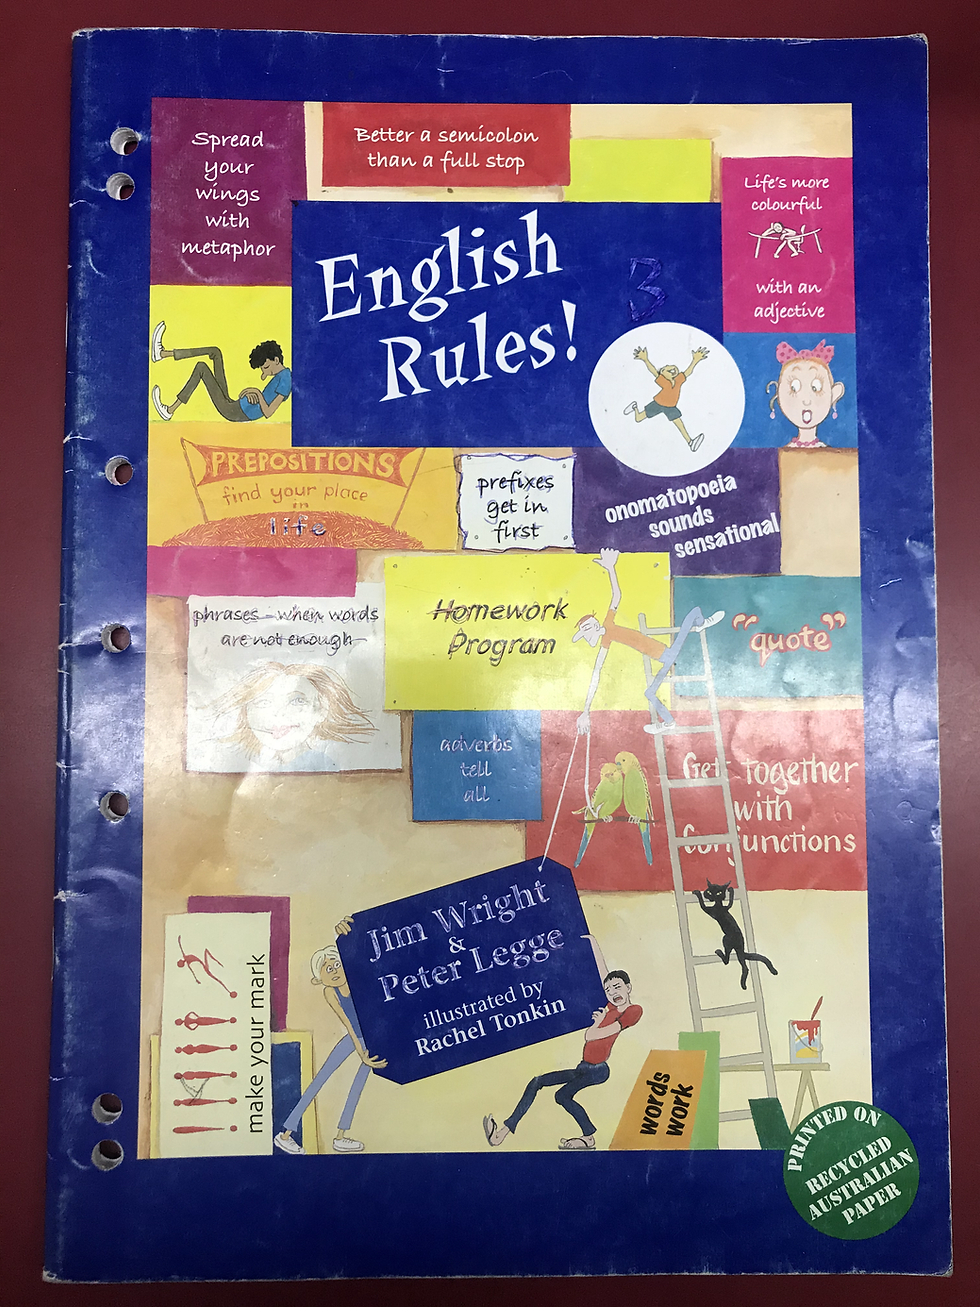 Spread
your
wings
with
metaphor
Better a semicolon
than a full stop
Life's more
colourful
with an
adjective
English
Rules!
3
PREPOSITIONS
find your place
in
life
prefixes
get in
first
onomatopoeia
sounds
sensational
phrases - when words
are not enough
Homework
Program
"quote"
adverbs
tell
all
Get together
with
Conjunctions
Jim Wright
&
Peter Legge
illustrated by
Rachel Tonkin
make your mark
words
work
PRINTED ON
RECYCLED
AUSTRALIAN
PAPER